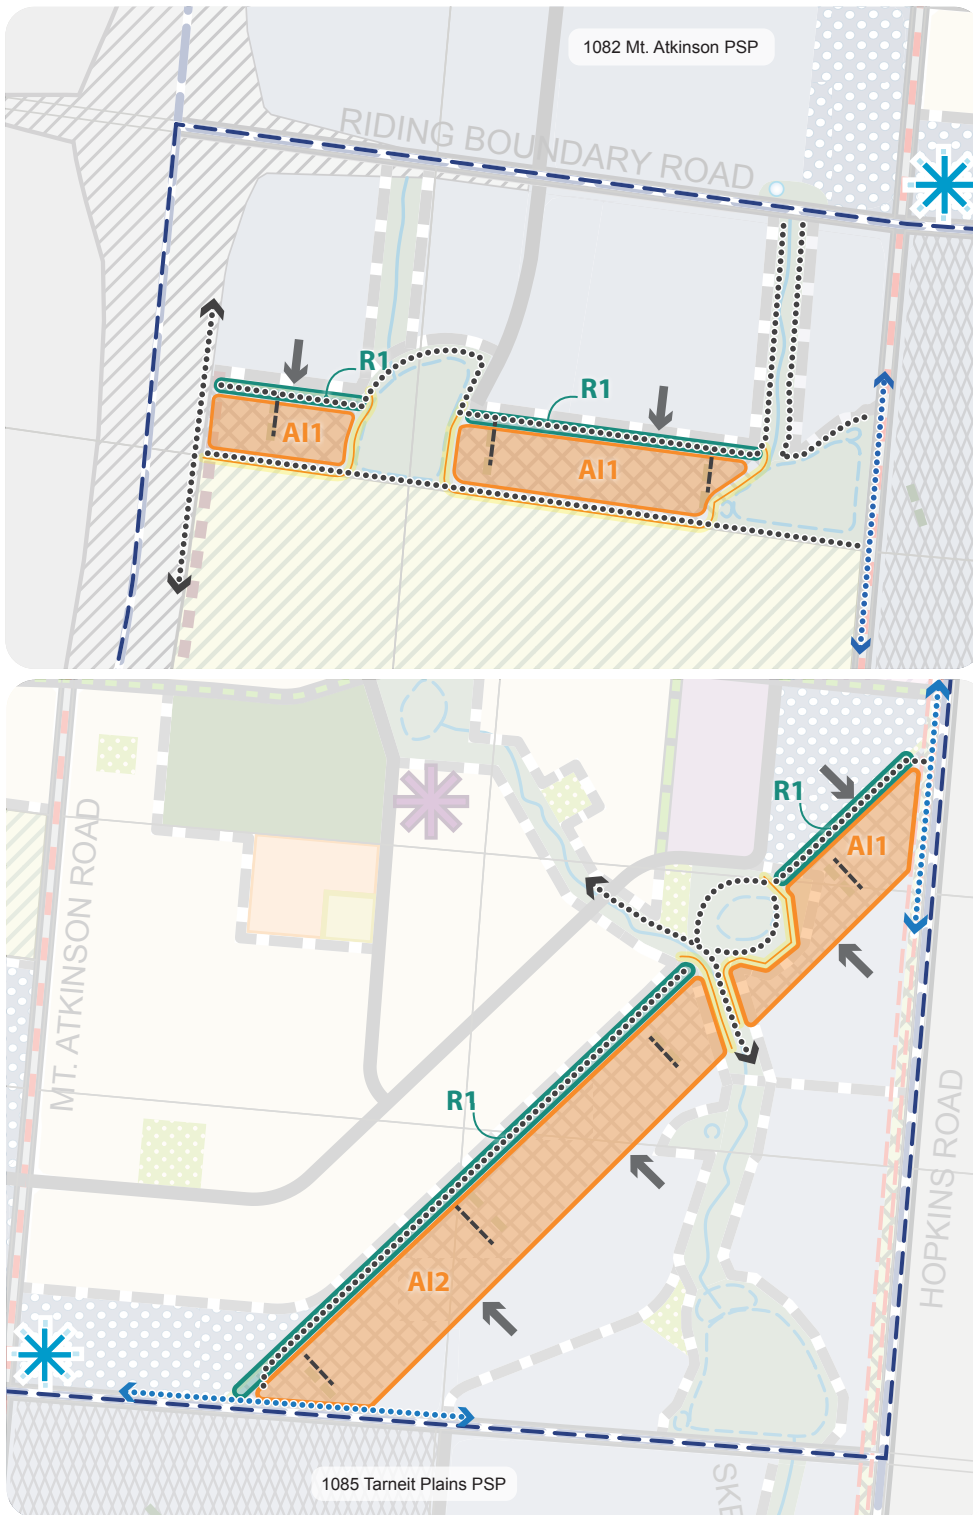 1082 Mt. Atkinson PSP
RIDING BOUNDARY ROAD
R1
R1
AI1
AI1
R1
AI1
MT. ATKINSON ROAD
R1
HOPKINS ROAD
AI2
1085 Tarneit Plains PSP
SKE